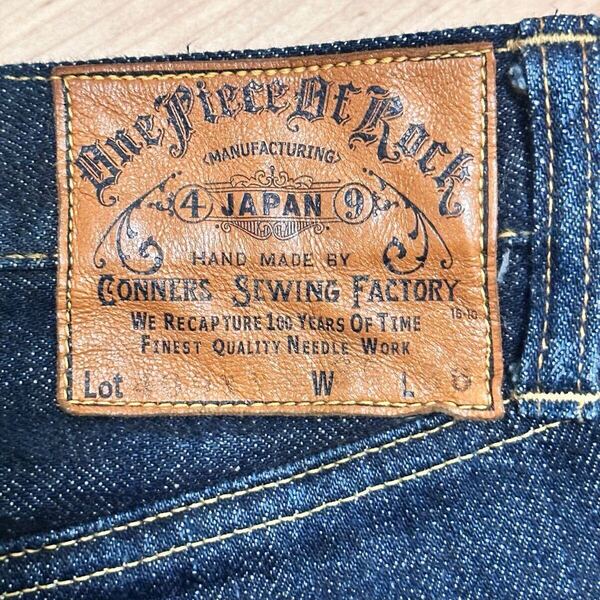 One Piece Of Rock
MANUFACTURING
4 JAPAN 9
HAND MADE BY
CONNERS SEWING FACTORY
WE RECAPTURE 100 YEARS OF TIME
FINEST QUALITY NEEDLE WORK
Lot W L